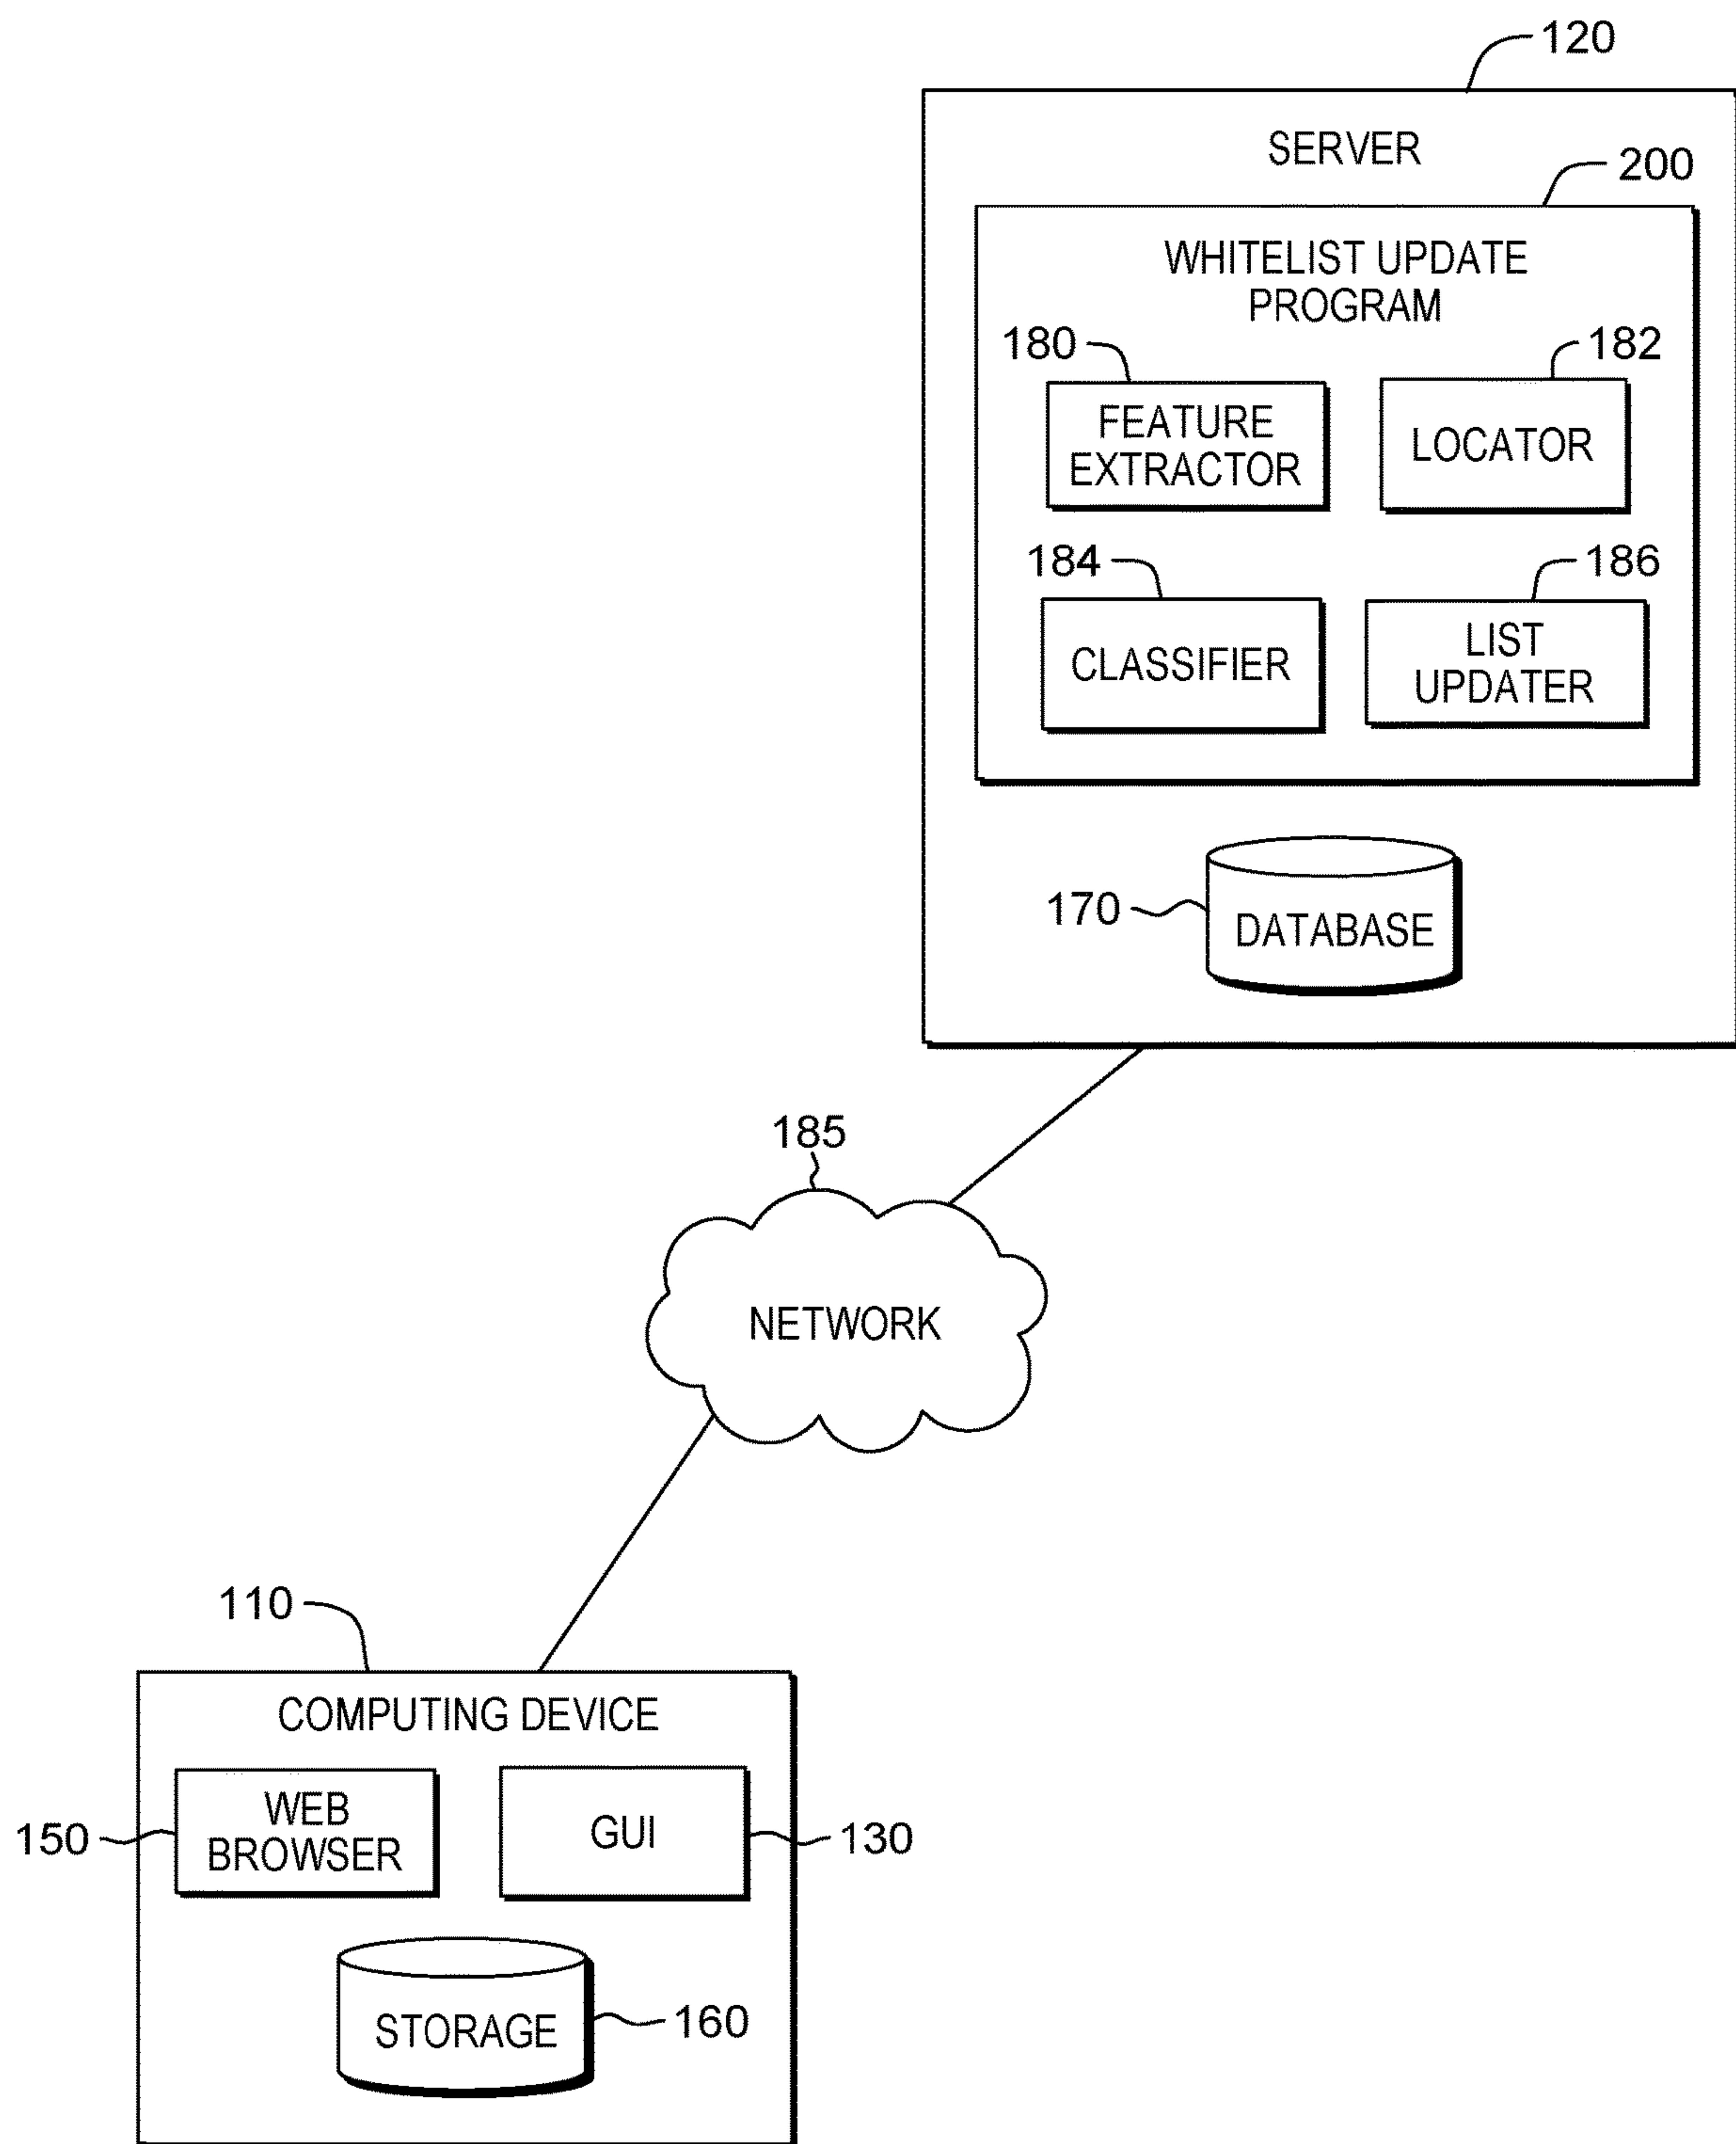 120
SERVER
200
WHITELIST UPDATE
PROGRAM
180
182
FEATURE
EXTRACTOR
LOCATOR
184
186
CLASSIFIER
LIST
UPDATER
170
DATABASE
185
NETWORK
110
COMPUTING DEVICE
150
WEB
BROWSER
GUI
130
STORAGE
160